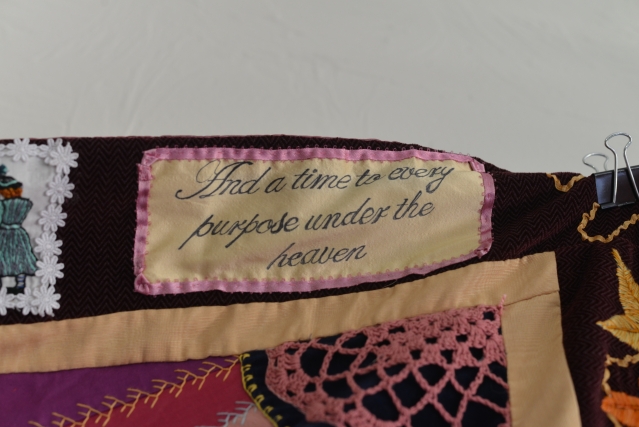 And a time to every
purpose under the
heaven